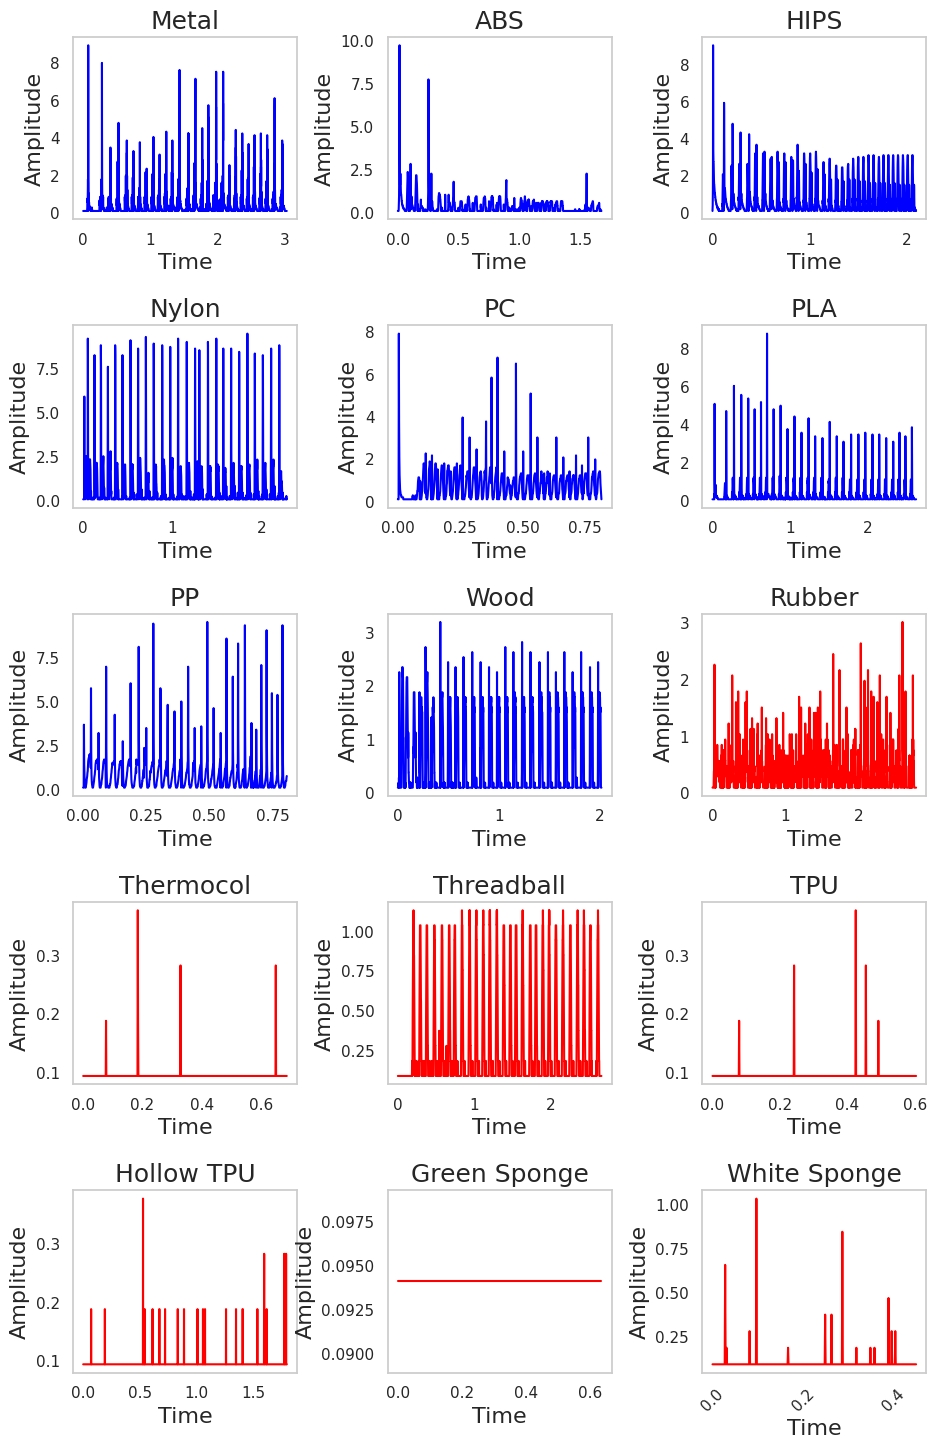 Metal
ABS
HIPS
Amplitude
8
6
4
2
0
Amplitude
10.0
7.5
5.0
2.5
0.0
Amplitude
8
6
4
2
0
0 1 2 3
0.0 0.5 1.0 1.5
0 1 2
Time
Time
Time
Nylon
PC
PLA
Amplitude
7.5
5.0
2.5
0.0
Amplitude
8
6
4
2
0
Amplitude
8
6
4
2
0
0 1 2
0.00 0.25 0.50 0.75
0 1 2
Time
Time
Time
PP
Wood
Rubber
Amplitude
7.5
5.0
2.5
0.0
Amplitude
3
2
1
0
Amplitude
3
2
1
0
0.00 0.25 0.50 0.75
0 1 2
0 1 2
Time
Time
Time
Thermocol
Threadball
TPU
Amplitude
0.3
0.2
0.1
Amplitude
1.00
0.75
0.50
0.25
Amplitude
0.3
0.2
0.1
0.0 0.2 0.4 0.6
0 1 2
0.0 0.2 0.4 0.6
Time
Time
Time
Hollow TPU
Green Sponge
White Sponge
Amplitude
0.3
0.2
0.1
Amplitude
0.0975
0.0950
0.0925
0.0900
Amplitude
1.00
0.75
0.50
0.25
0.0 0.5 1.0 1.5
0.0 0.2 0.4 0.6
0.0 0.2 0.4
Time
Time
Time